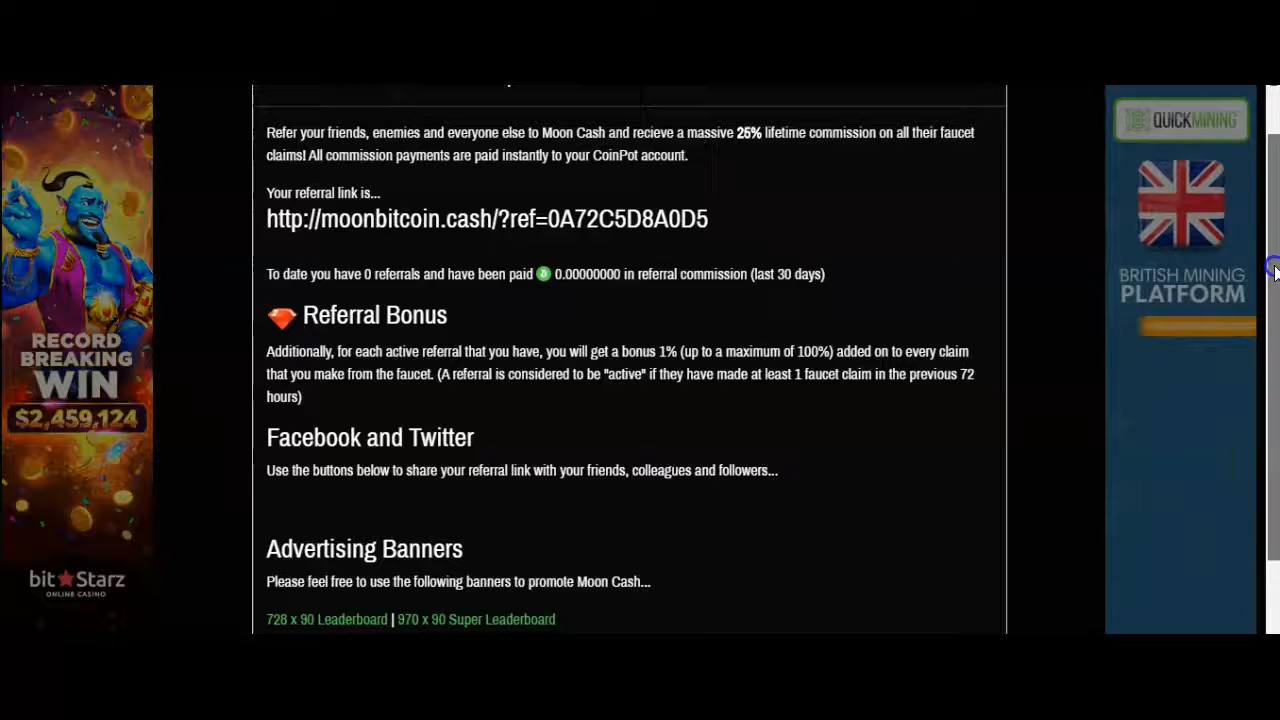 Refer your friends, enemies and everyone else to Moon Cash and recieve a massive 25% lifetime commission on all their faucet
claims! All commission payments are paid instantly to your CoinPot account.
Your referral link is...
http://moonbitcoin.cash/?ref=0A72C5D8A0D5
To date you have 0 referrals and have been paid 0.00000000 in referral commission (last 30 days)
Referral Bonus
Additionally, for each active referral that you have, you will get a bonus 1% (up to a maximum of 100%) added on to every claim
that you make from the faucet. (A referral is considered to be "active" if they have made at least 1 faucet claim in the previous 72
hours)
Facebook and Twitter
Use the buttons below to share your referral link with your friends, colleagues and followers...
Advertising Banners
Please feel free to use the following banners to promote Moon Cash...
728 x 90 Leaderboard | 970 x 90 Super Leaderboard
RECORD
BREAKING
WIN
$2,459,124
bitStarz
ONLINE CASINO
QUICKMINING
BRITISH MINING
PLATFORM